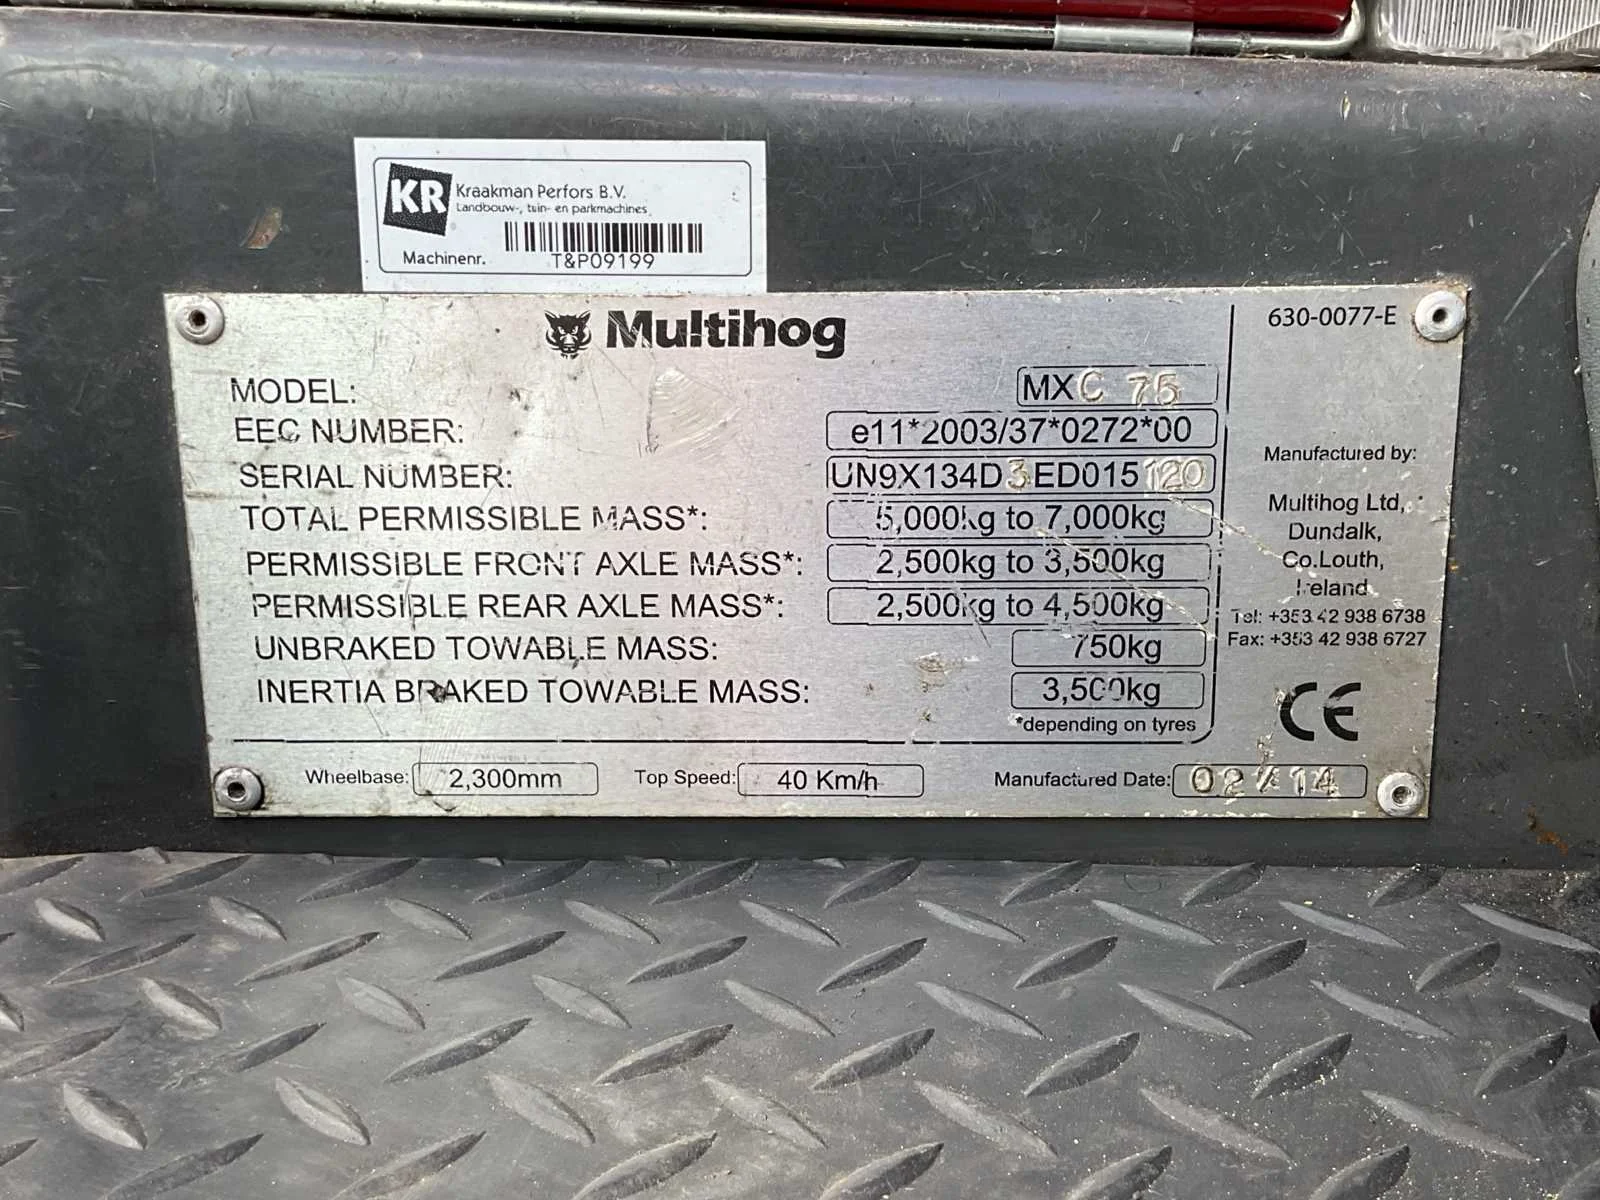 KR Kraakman Perfors B.V.
Landbouw-, tuin- en parkmachines
Machinenr. T&P09199
Multihog
630-0077-E
MODEL: MXC 75
EEC NUMBER: e11*2003/37*0272*00
SERIAL NUMBER: UN9X134D3ED015120
TOTAL PERMISSIBLE MASS*: 5,000kg to 7,000kg
PERMISSIBLE FRONT AXLE MASS*: 2,500kg to 3,500kg
PERMISSIBLE REAR AXLE MASS*: 2,500kg to 4,500kg
UNBRAKED TOWABLE MASS: 750kg
INERTIA BRAKED TOWABLE MASS: 3,500kg
*depending on tyres
Wheelbase: 2,300mm Top Speed: 40 Km/h Manufactured Date: 02/14
Manufactured by:
Multihog Ltd,
Dundalk,
Co.Louth,
Ireland
Tel: +353 42 938 6738
Fax: +353 42 938 6727
CE